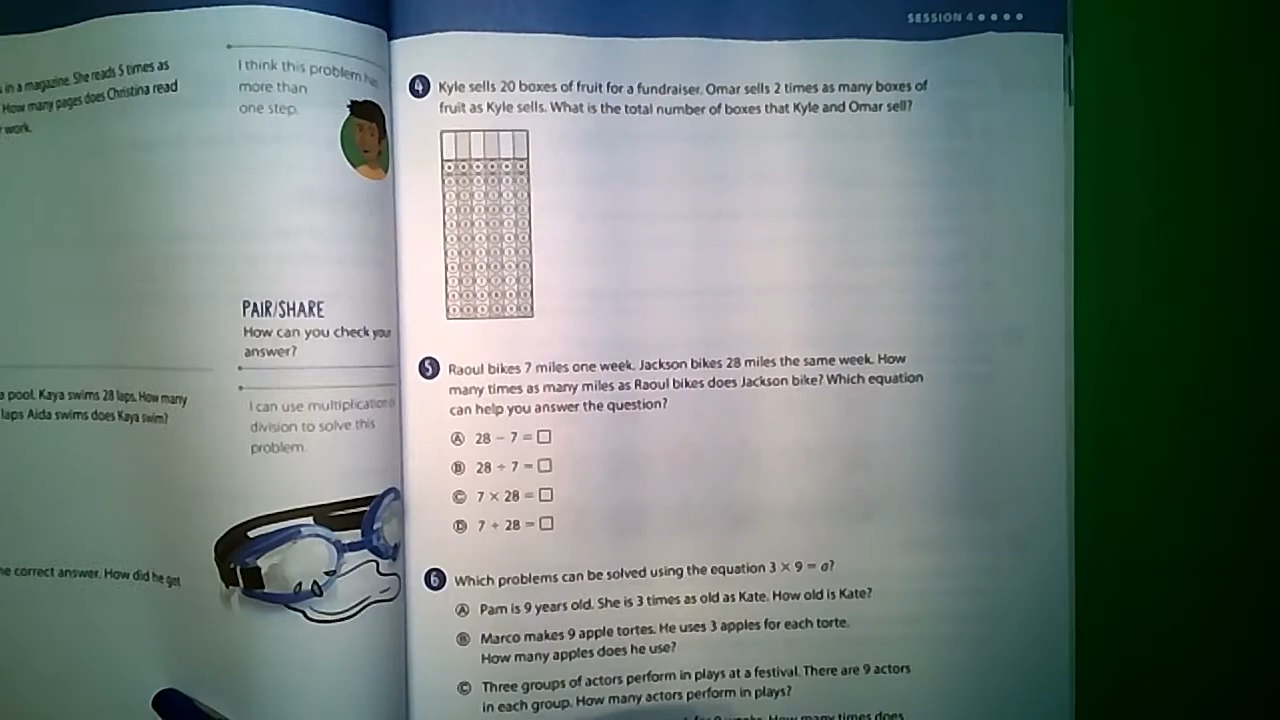 SESSION 4
in a magazine. She reads 5 times as
How many pages does Christina read
work.
I think this problem has
more than
one step.
PAIR/SHARE
How can you check your
answer?
a pool. Kaya swims 28 laps. How many
laps Aida swims does Kaya swim?
I can use multiplication
division to solve this
problem.
correct answer. How did he get
4 Kyle sells 20 boxes of fruit for a fundraiser. Omar sells 2 times as many boxes of
fruit as Kyle sells. What is the total number of boxes that Kyle and Omar sell?
5 Raoul bikes 7 miles one week. Jackson bikes 28 miles the same week. How
many times as many miles as Raoul bikes does Jackson bike? Which equation
can help you answer the question?
A 28 − 7 = □
B 28 ÷ 7 = □
C 7 × 28 = □
D 7 + 28 = □
6 Which problems can be solved using the equation 3 × 9 = a?
A Pam is 9 years old. She is 3 times as old as Kate. How old is Kate?
B Marco makes 9 apple tortes. He uses 3 apples for each torte.
How many apples does he use?
C Three groups of actors perform in plays at a festival. There are 9 actors
in each group. How many actors perform in plays?
How many times does